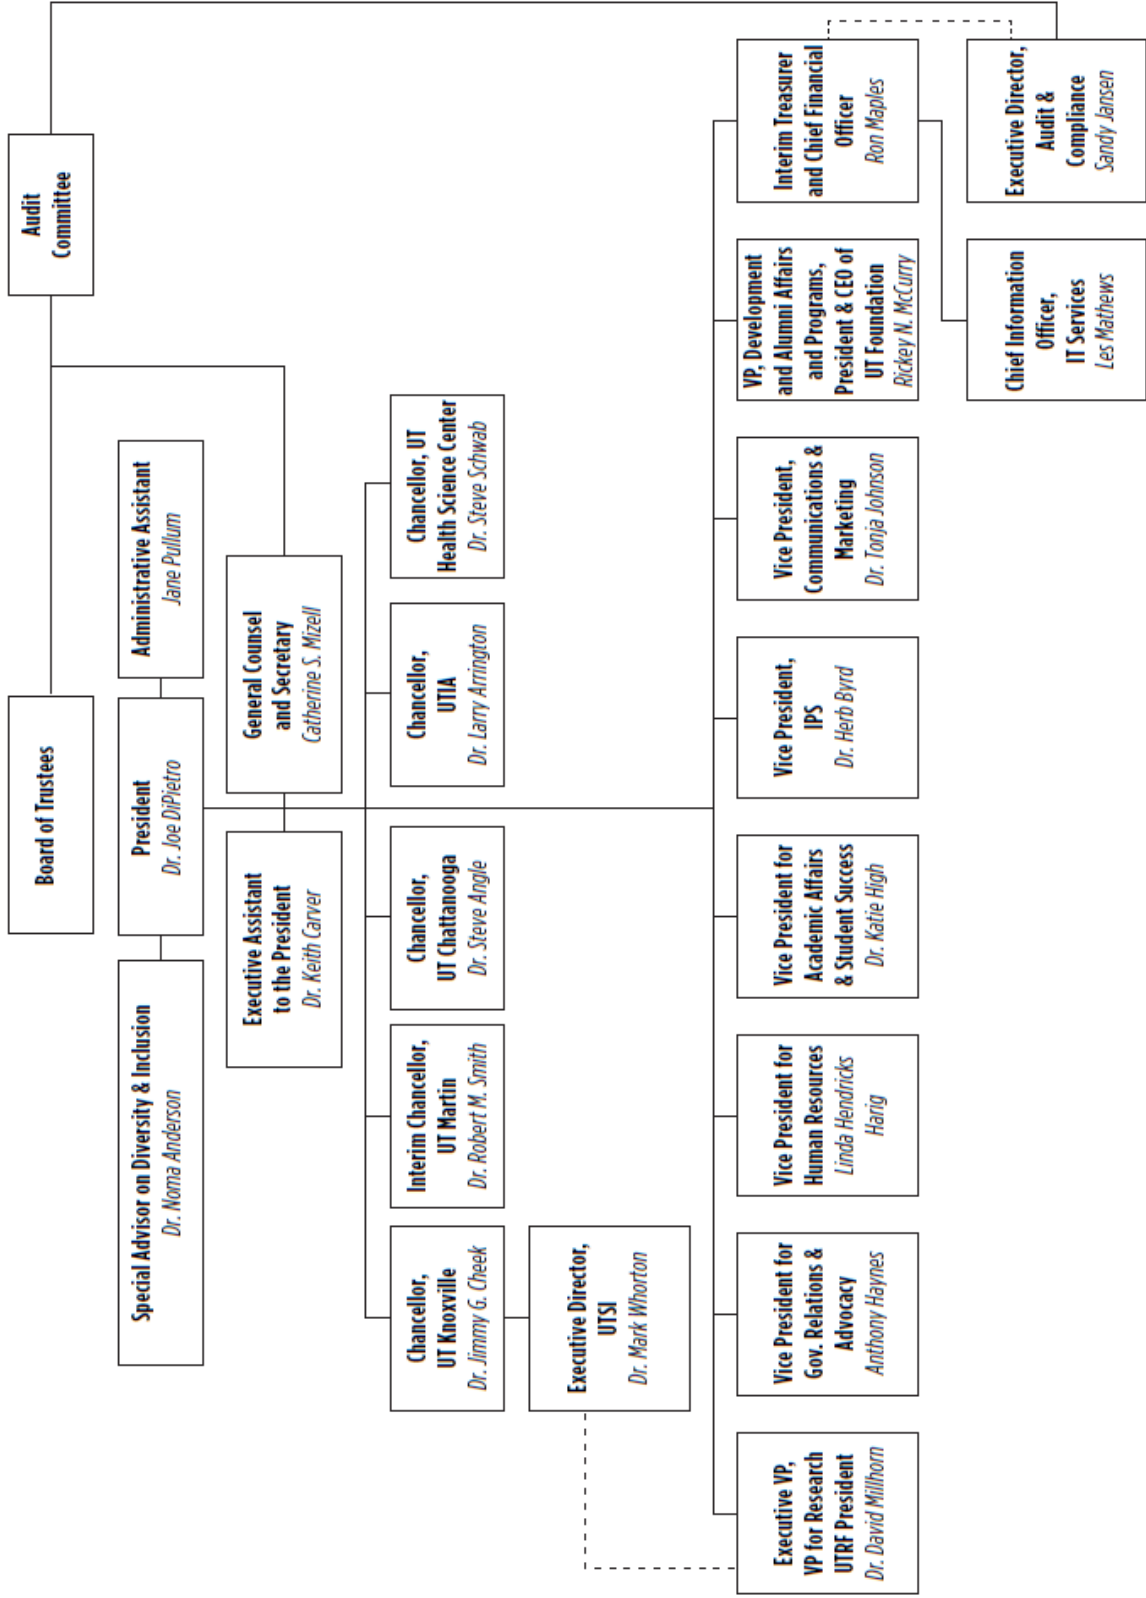 Board of Trustees
Audit
Committee
Special Advisor on Diversity & Inclusion
Dr. Noma Anderson
President
Dr. Joe DiPietro
Administrative Assistant
Jane Pullum
Executive Assistant
to the President
Dr. Keith Carver
General Counsel
and Secretary
Catherine S. Mizell
Chancellor,
UT Knoxville
Dr. Jimmy G. Cheek
Interim Chancellor,
UT Martin
Dr. Robert M. Smith
Chancellor,
UT Chattanooga
Dr. Steve Angle
Chancellor,
UTIA
Dr. Larry Arrington
Chancellor, UT
Health Science Center
Dr. Steve Schwab
Executive Director,
UTSI
Dr. Mark Whorton
Executive VP,
VP for Research
UTRF President
Dr. David Millhorn
Vice President for
Gov. Relations &
Advocacy
Anthony Haynes
Vice President for
Human Resources
Linda Hendricks
Harig
Vice President for
Academic Affairs
& Student Success
Dr. Katie High
Vice President,
IPS
Dr. Herb Byrd
Vice President,
Communications &
Marketing
Dr. Tonja Johnson
VP, Development
and Alumni Affairs
and Programs,
President & CEO of
UT Foundation
Rickey N. McCurry
Interim Treasurer
and Chief Financial
Officer
Ron Maples
Chief Information
Officer,
IT Services
Les Mathews
Executive Director,
Audit &
Compliance
Sandy Jansen